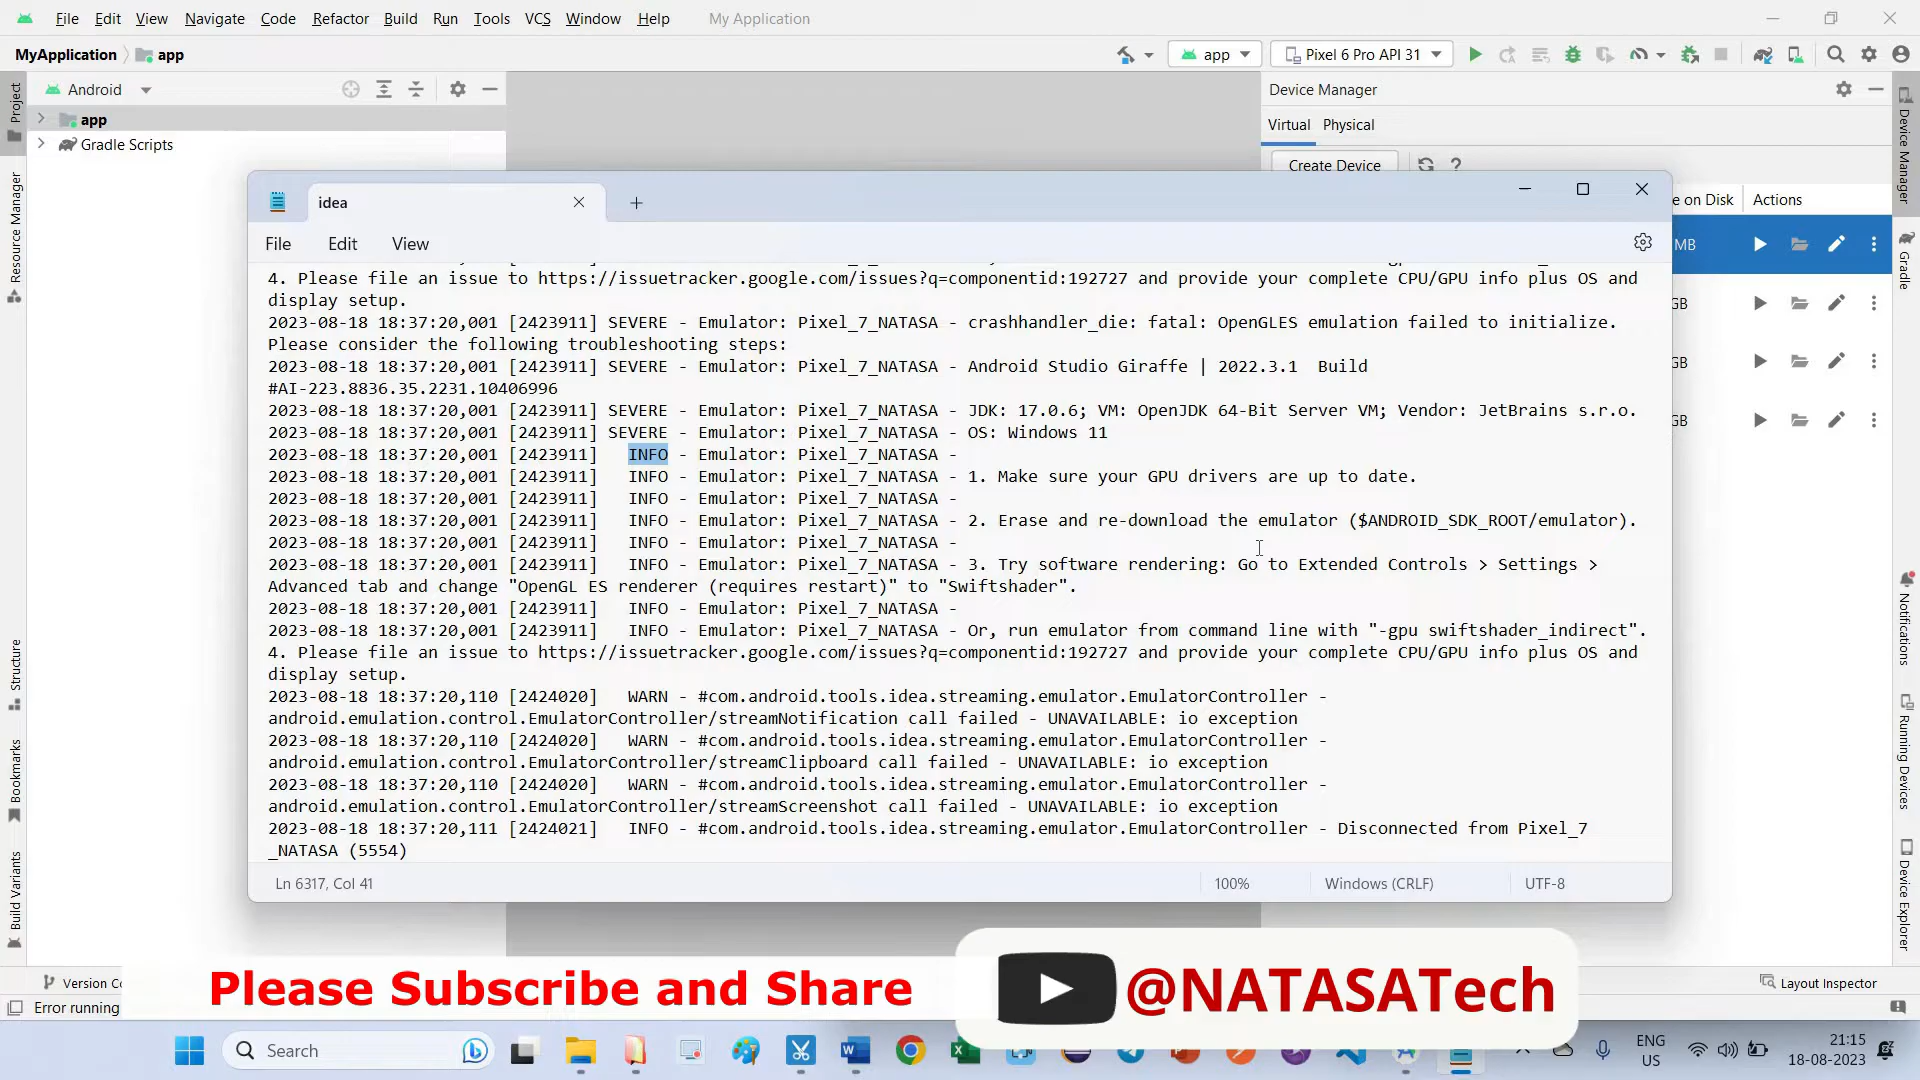 File Edit View Navigate Code Refactor Build Run Tools VCS Window Help My Application
MyApplication app
app
Pixel 6 Pro API 31
Project
Android
app
Gradle Scripts
Resource Manager
Structure
Bookmarks
Build Variants
Device Manager
Virtual Physical
Create Device
e on Disk Actions
MB
GB
GB
GB
Device Manager
Gradle
Notifications
Running Devices
Device Explorer
idea
File Edit View
4. Please file an issue to https://issuetracker.google.com/issues?q=componentid:192727 and provide your complete CPU/GPU info plus OS and
display setup.
2023-08-18 18:37:20,001 [2423911] SEVERE - Emulator: Pixel_7_NATASA - crashhandler_die: fatal: OpenGLES emulation failed to initialize.
Please consider the following troubleshooting steps:
2023-08-18 18:37:20,001 [2423911] SEVERE - Emulator: Pixel_7_NATASA - Android Studio Giraffe | 2022.3.1  Build
#AI-223.8836.35.2231.10406996
2023-08-18 18:37:20,001 [2423911] SEVERE - Emulator: Pixel_7_NATASA - JDK: 17.0.6; VM: OpenJDK 64-Bit Server VM; Vendor: JetBrains s.r.o.
2023-08-18 18:37:20,001 [2423911] SEVERE - Emulator: Pixel_7_NATASA - OS: Windows 11
2023-08-18 18:37:20,001 [2423911]   INFO - Emulator: Pixel_7_NATASA -
2023-08-18 18:37:20,001 [2423911]   INFO - Emulator: Pixel_7_NATASA - 1. Make sure your GPU drivers are up to date.
2023-08-18 18:37:20,001 [2423911]   INFO - Emulator: Pixel_7_NATASA -
2023-08-18 18:37:20,001 [2423911]   INFO - Emulator: Pixel_7_NATASA - 2. Erase and re-download the emulator ($ANDROID_SDK_ROOT/emulator).
2023-08-18 18:37:20,001 [2423911]   INFO - Emulator: Pixel_7_NATASA -
2023-08-18 18:37:20,001 [2423911]   INFO - Emulator: Pixel_7_NATASA - 3. Try software rendering: Go to Extended Controls > Settings >
Advanced tab and change "OpenGL ES renderer (requires restart)" to "Swiftshader".
2023-08-18 18:37:20,001 [2423911]   INFO - Emulator: Pixel_7_NATASA -
2023-08-18 18:37:20,001 [2423911]   INFO - Emulator: Pixel_7_NATASA - Or, run emulator from command line with "-gpu swiftshader_indirect".
4. Please file an issue to https://issuetracker.google.com/issues?q=componentid:192727 and provide your complete CPU/GPU info plus OS and
display setup.
2023-08-18 18:37:20,110 [2424020]   WARN - #com.android.tools.idea.streaming.emulator.EmulatorController -
android.emulation.control.EmulatorController/streamNotification call failed - UNAVAILABLE: io exception
2023-08-18 18:37:20,110 [2424020]   WARN - #com.android.tools.idea.streaming.emulator.EmulatorController -
android.emulation.control.EmulatorController/streamClipboard call failed - UNAVAILABLE: io exception
2023-08-18 18:37:20,110 [2424020]   WARN - #com.android.tools.idea.streaming.emulator.EmulatorController -
android.emulation.control.EmulatorController/streamScreenshot call failed - UNAVAILABLE: io exception
2023-08-18 18:37:20,111 [2424021]   INFO - #com.android.tools.idea.streaming.emulator.EmulatorController - Disconnected from Pixel_7
_NATASA (5554)
Ln 6317, Col 41 100% Windows (CRLF) UTF-8
Version Co
Layout Inspector
Error running
Please Subscribe and Share
@NATASATech
Search
ENG
US
21:15
18-08-2023